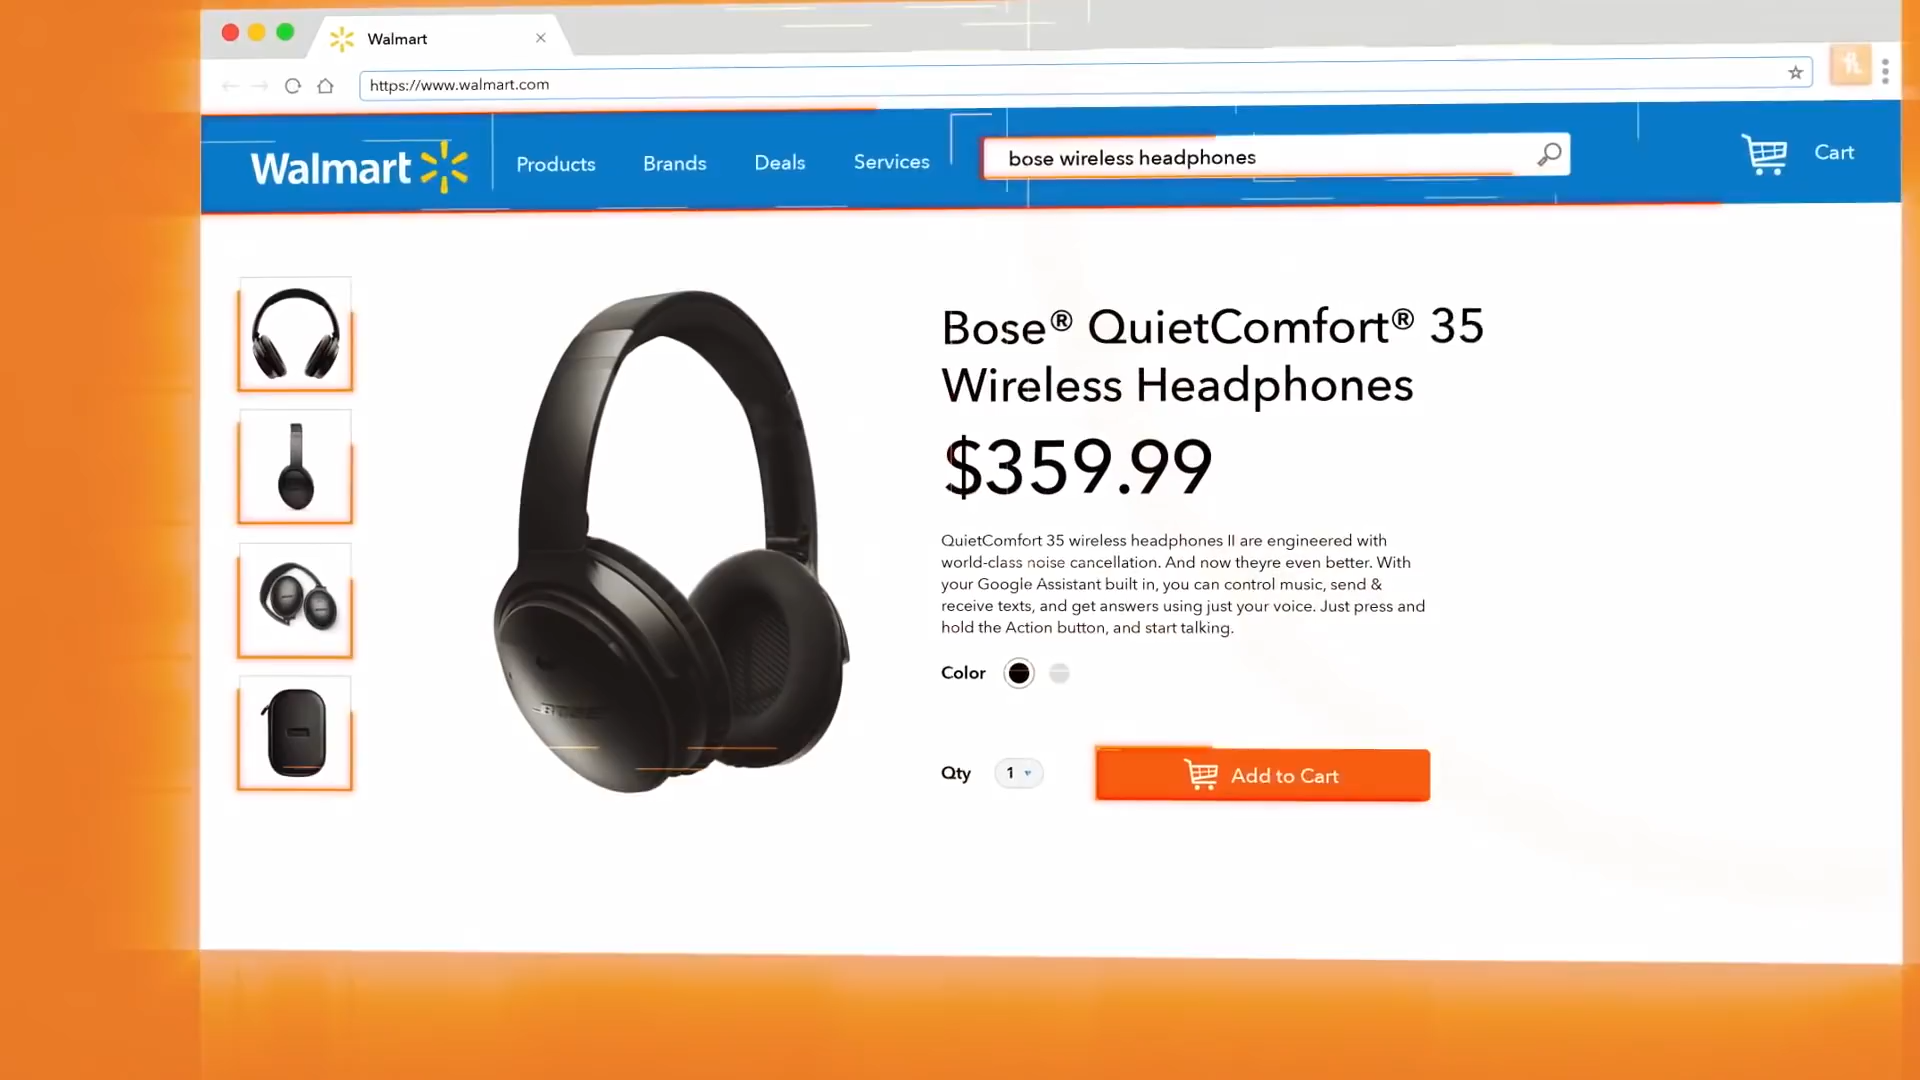 Walmart
https://www.walmart.com
Walmart
Products
Brands
Deals
Services
bose wireless headphones
Cart
Bose® QuietComfort® 35
Wireless Headphones
$359.99
QuietComfort 35 wireless headphones II are engineered with
world-class noise cancellation. And now theyre even better. With
your Google Assistant built in, you can control music, send &
receive texts, and get answers using just your voice. Just press and
hold the Action button, and start talking.
Color
Qty
1
Add to Cart
BOSE